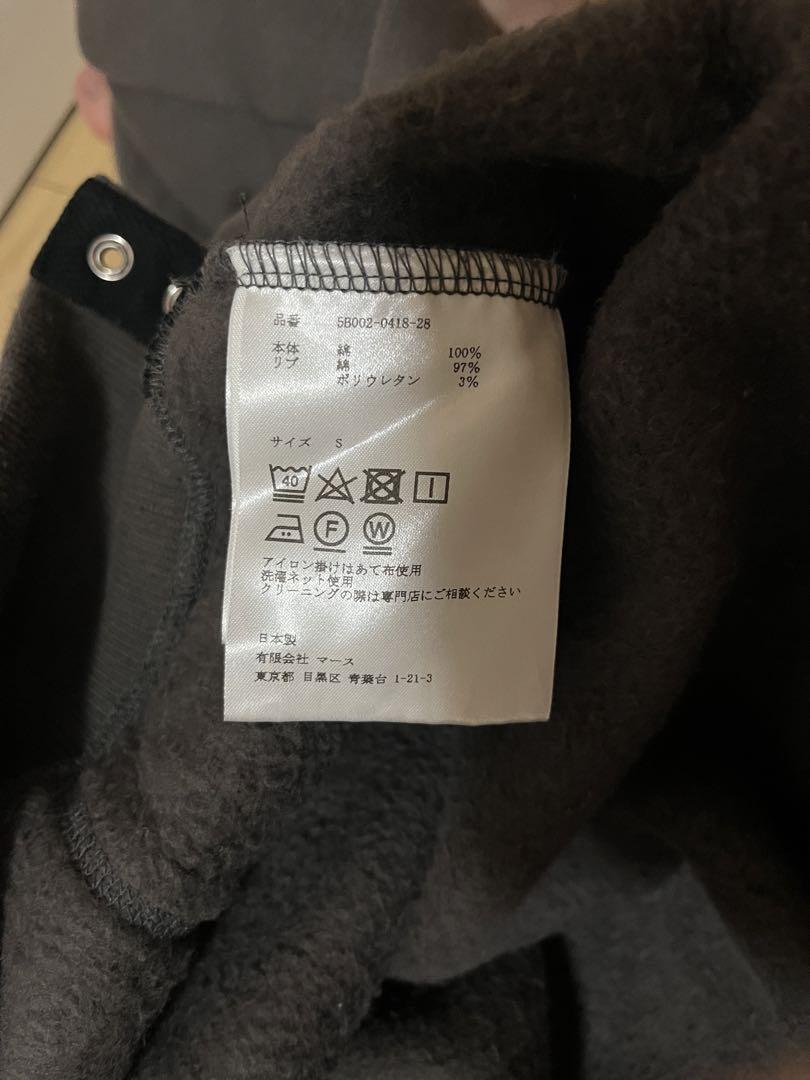 品番 5B002-0418-28
本体 綿 100%
リブ 綿 97%
ポリウレタン 3%
サイズ S
40
F W
アイロン掛けはあて布使用
洗濯ネット使用
クリーニングの際は専門店にご相談ください
日本製
有限会社 マース
東京都 目黒区 青葉台 1-21-3